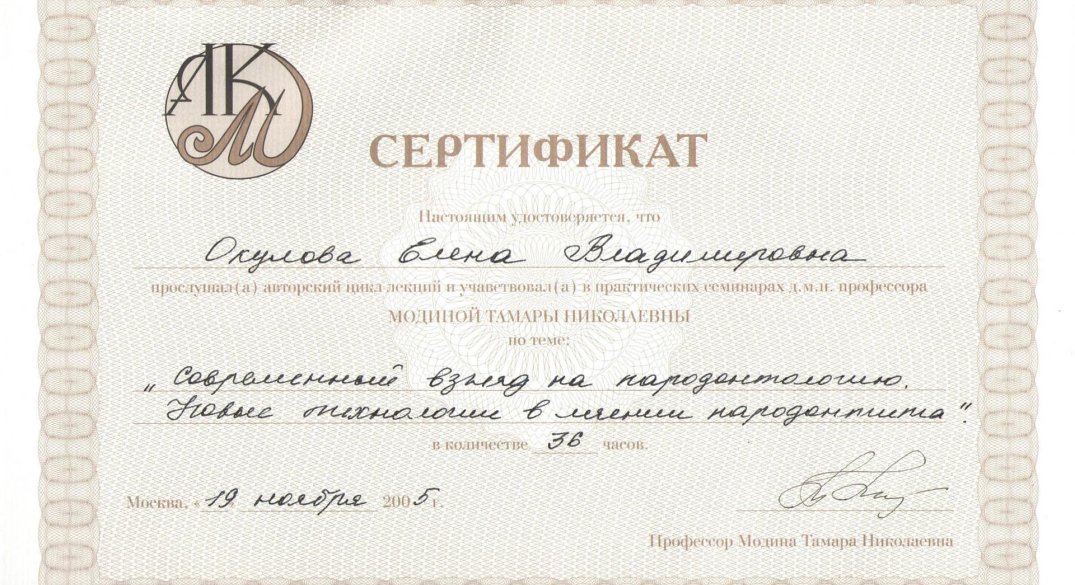 ЯКМ
СЕРТИФИКАТ
Настоящим удостоверяется, что
Окулова Елена Владимировна
прослушал(а) авторский цикл лекций и учавствовал(а) в практических семинарах д.м.н. профессора
МОДИНОЙ ТАМАРЫ НИКОЛАЕВНЫ
по теме:
„Современный взгляд на пародонтологию.
Новые технологии в лечении пародонтита".
в количестве 36 часов.
Москва, «19 ноября 2005 г.
Профессор Модина Тамара Николаевна